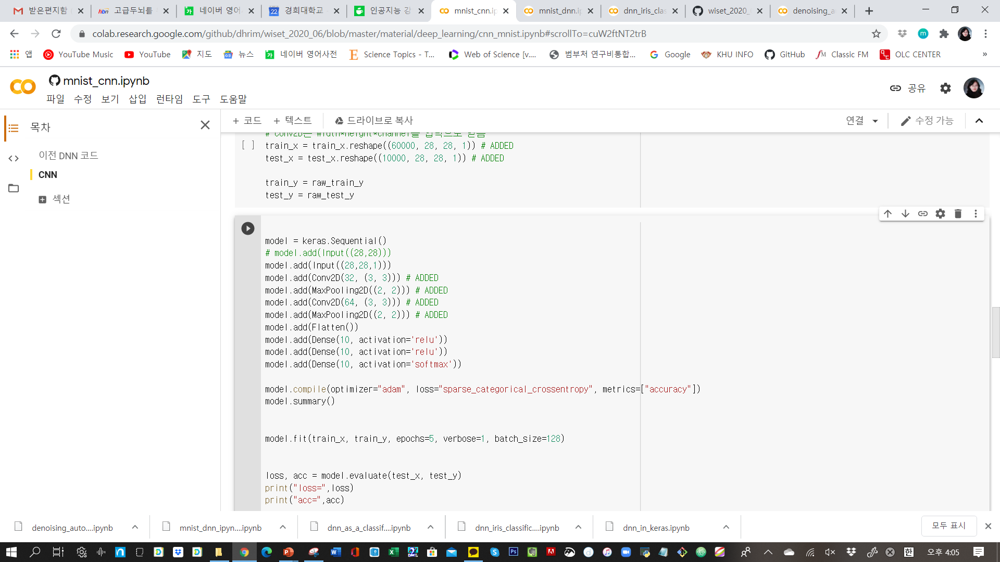 받은편지함
고급두뇌를
네이버 영어
경희대학교
인공지능 강
mnist_cnn.ip
mnist_dnn.ip
dnn_iris_clas
wiset_2020_
denoising_a
colab.research.google.com/github/dhrim/wiset_2020_06/blob/master/material/deep_learning/cnn_mnist.ipynb#scrollTo=cuW2ftNT2trB
앱 YouTube Music YouTube 지도 뉴스 네이버 영어사전 Science Topics - T... Web of Science [v.... 범부처 연구비통합... Google KHU INFO GitHub Classic FM OLC CENTER »
mnist_cnn.ipynb
파일 수정 보기 삽입 런타임 도구 도움말
공유
목차
+ 코드 + 텍스트 드라이브로 복사
연결 수정 가능
이전 DNN 코드
CNN
섹션
# Conv2D는 width*height*channel을 입력으로 받음
[ ] train_x = train_x.reshape((60000, 28, 28, 1)) # ADDED
test_x = test_x.reshape((10000, 28, 28, 1)) # ADDED
train_y = raw_train_y
test_y = raw_test_y
model = keras.Sequential()
# model.add(Input((28,28)))
model.add(Input((28,28,1)))
model.add(Conv2D(32, (3, 3))) # ADDED
model.add(MaxPooling2D((2, 2))) # ADDED
model.add(Conv2D(64, (3, 3))) # ADDED
model.add(MaxPooling2D((2, 2))) # ADDED
model.add(Flatten())
model.add(Dense(10, activation='relu'))
model.add(Dense(10, activation='relu'))
model.add(Dense(10, activation='softmax'))
model.compile(optimizer="adam", loss="sparse_categorical_crossentropy", metrics=["accuracy"])
model.summary()
model.fit(train_x, train_y, epochs=5, verbose=1, batch_size=128)
loss, acc = model.evaluate(test_x, test_y)
print("loss=",loss)
print("acc=",acc)
denoising_auto....ipynb
mnist_dnn_ipyn....ipynb
dnn_as_a_classif....ipynb
dnn_iris_classific....ipynb
dnn_in_keras.ipynb
모두 표시
한 오후 4:05